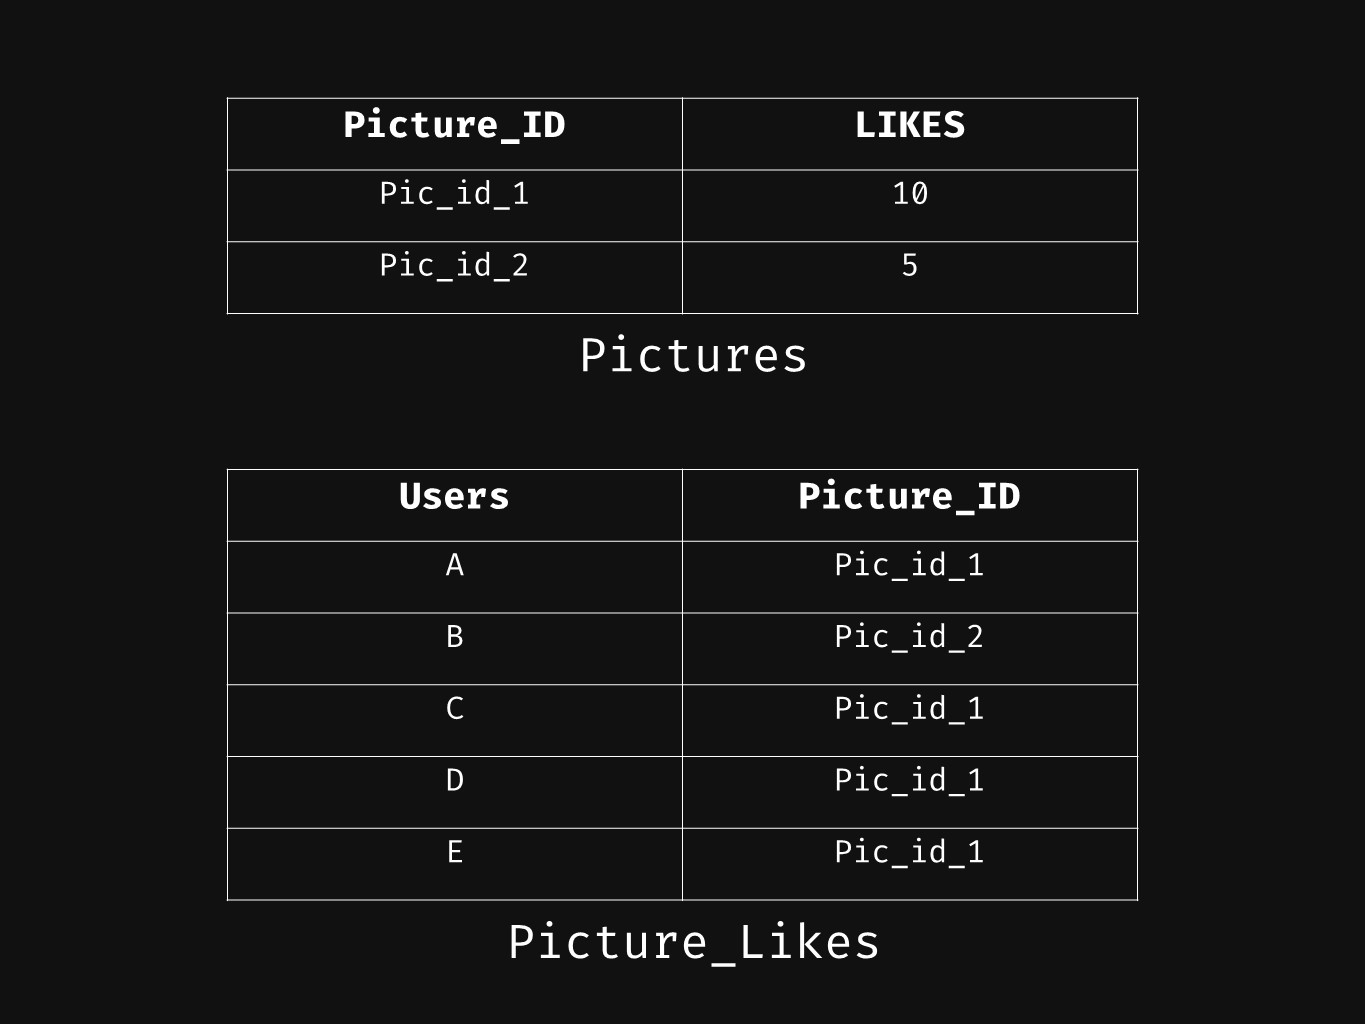 Picture_ID LIKES
Pic_id_1 10
Pic_id_2 5
Pictures
Users Picture_ID
A Pic_id_1
B Pic_id_2
C Pic_id_1
D Pic_id_1
E Pic_id_1
Picture_Likes